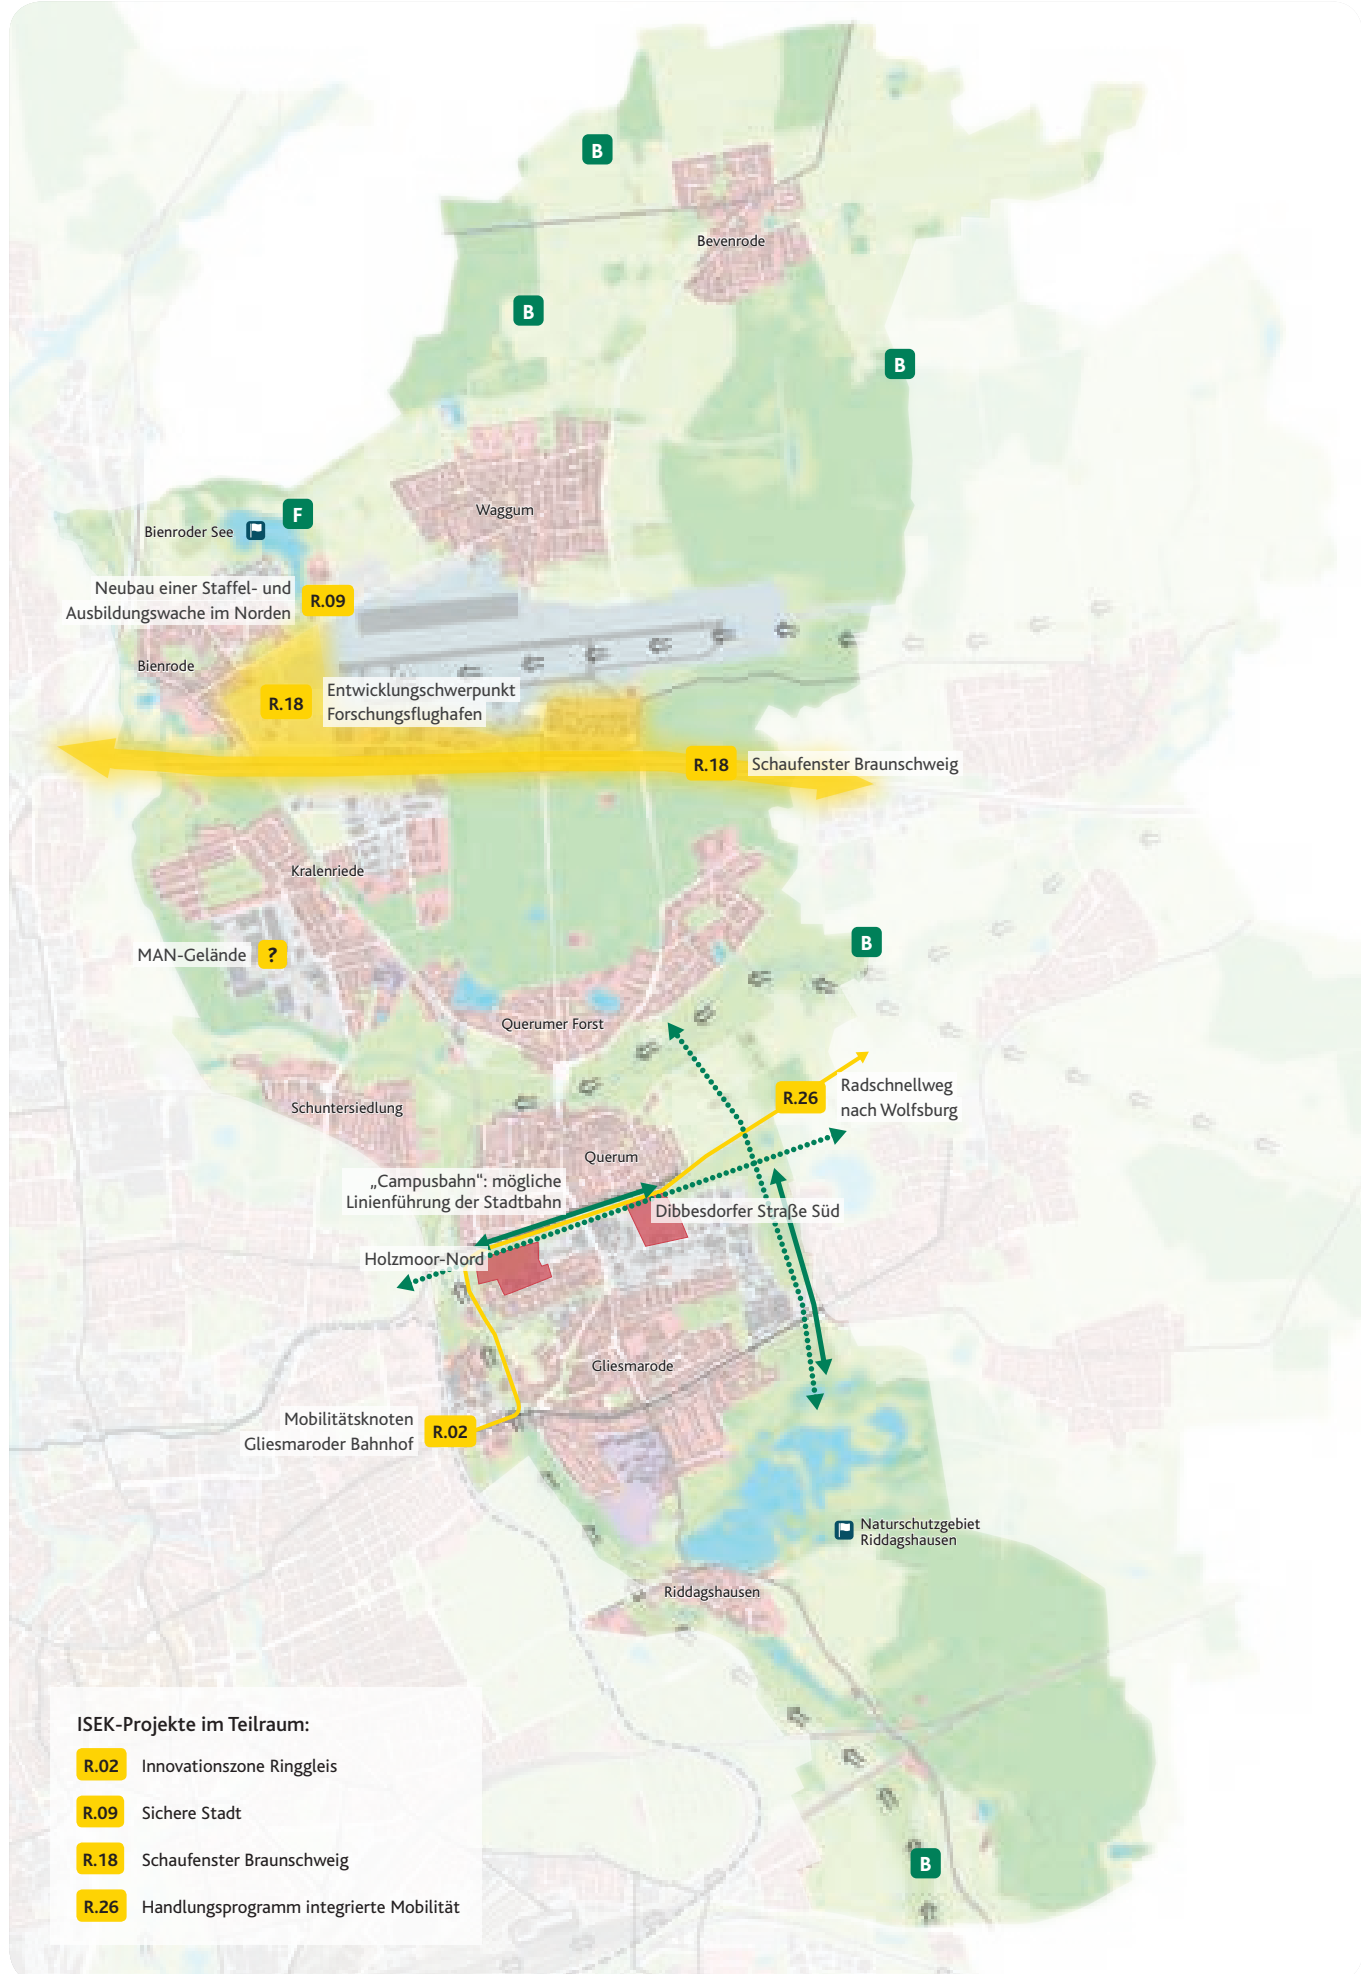 B
Bevenrode
B
B
Waggum
F
Bienroder See
Neubau einer Staffel- und
Ausbildungswache im Norden
R.09
Bienrode
R.18
Entwicklungschwerpunkt
Forschungsflughafen
R.18
Schaufenster Braunschweig
Kralenriede
MAN-Gelände
?
B
Querumer Forst
R.26
Radschnellweg
nach Wolfsburg
Schuntersiedlung
Querum
„Campusbahn“: mögliche
Linienführung der Stadtbahn
Dibbesdorfer Straße Süd
Holzmoor-Nord
Gliesmarode
Mobilitätsknoten
Gliesmaroder Bahnhof
R.02
Naturschutzgebiet
Riddagshausen
Riddagshausen
B
ISEK-Projekte im Teilraum:
R.02 Innovationszone Ringgleis
R.09 Sichere Stadt
R.18 Schaufenster Braunschweig
R.26 Handlungsprogramm integrierte Mobilität